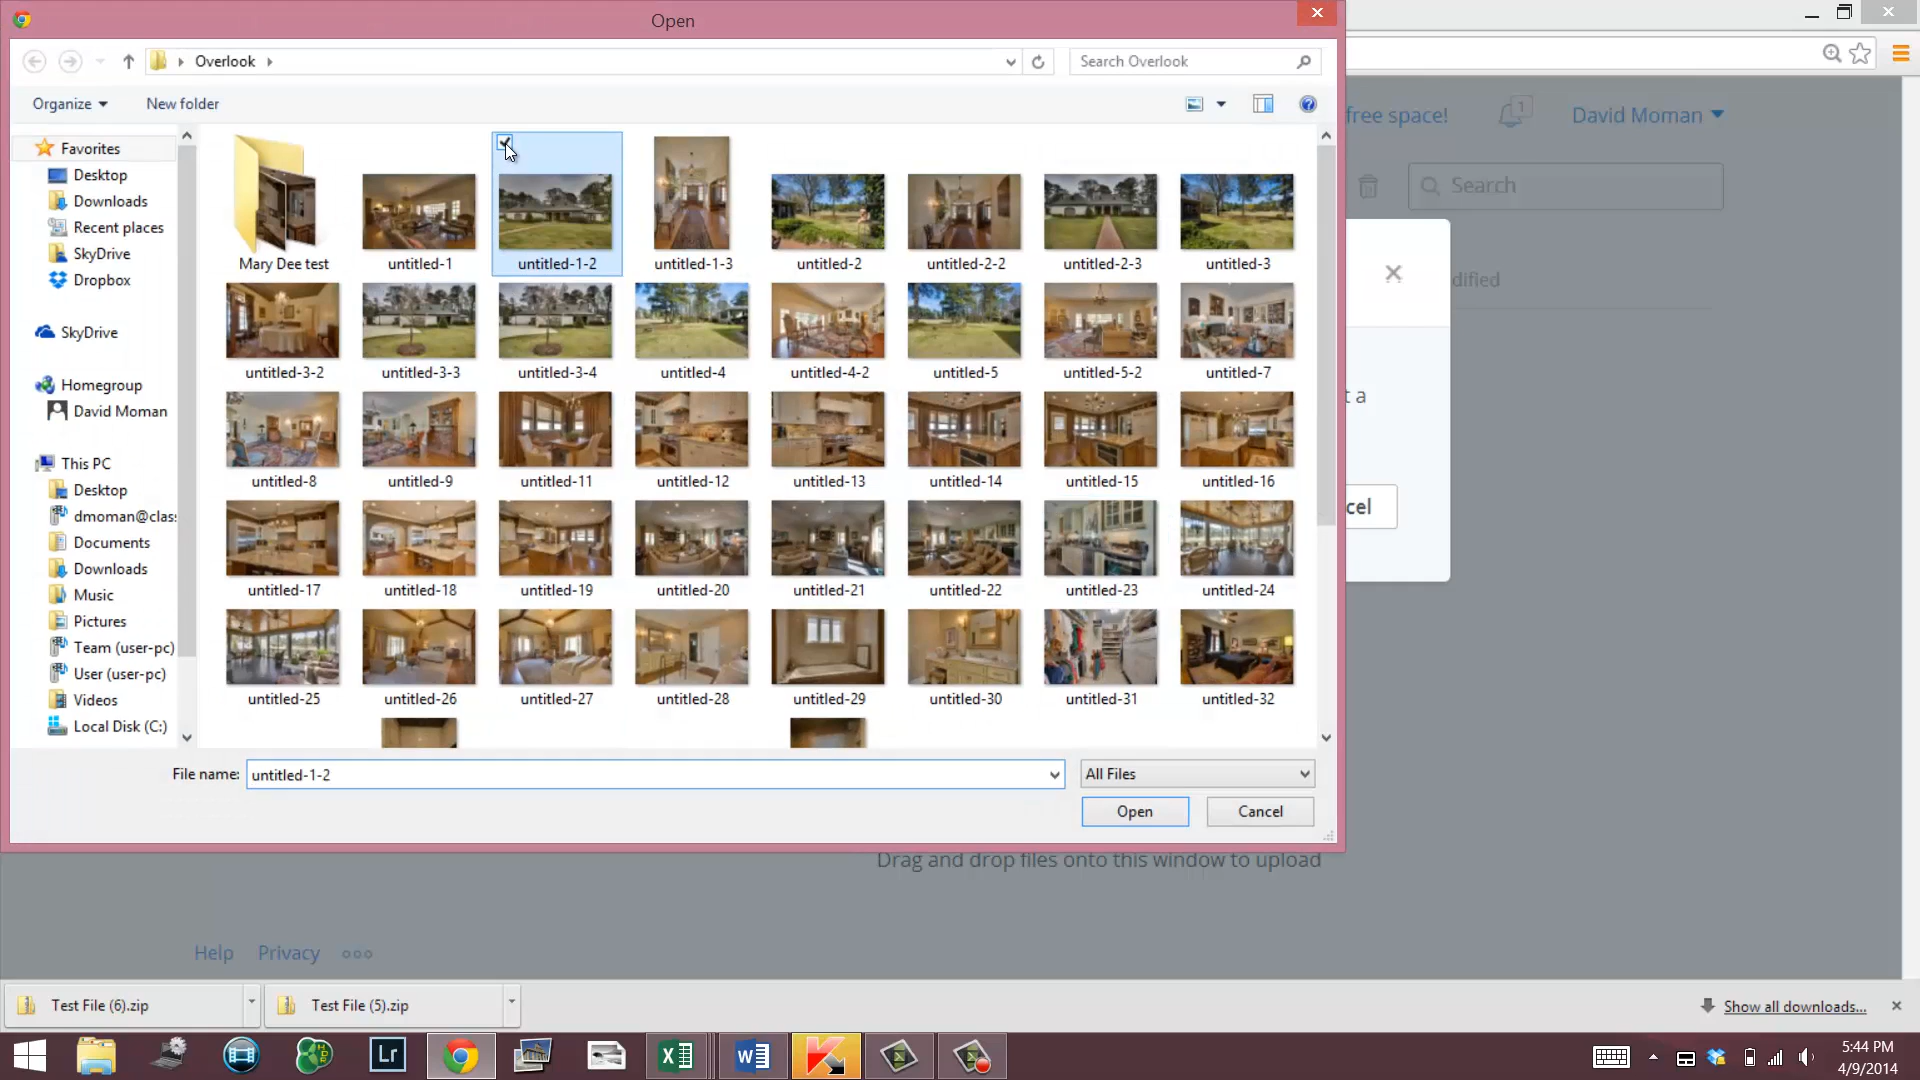 Open
Overlook
Search Overlook
Organize
New folder
free space!
1
David Moman
Search
Favorites
Desktop
Downloads
Recent places
SkyDrive
Dropbox
SkyDrive
Homegroup
David Moman
This PC
Desktop
dmoman@clas
Documents
Downloads
Music
Pictures
Team (user-pc)
User (user-pc)
Videos
Local Disk (C:)
Mary Dee test
untitled-1
untitled-1-2
untitled-1-3
untitled-2
untitled-2-2
untitled-2-3
untitled-3
untitled-3-2
untitled-3-3
untitled-3-4
untitled-4
untitled-4-2
untitled-5
untitled-5-2
untitled-7
untitled-8
untitled-9
untitled-11
untitled-12
untitled-13
untitled-14
untitled-15
untitled-16
untitled-17
untitled-18
untitled-19
untitled-20
untitled-21
untitled-22
untitled-23
untitled-24
untitled-25
untitled-26
untitled-27
untitled-28
untitled-29
untitled-30
untitled-31
untitled-32
dified
t a
cel
File name:
untitled-1-2
All Files
Open
Cancel
Drag and drop files onto this window to upload
Help
Privacy
Test File (6).zip
Test File (5).zip
Show all downloads...
Lr
5:44 PM
4/9/2014